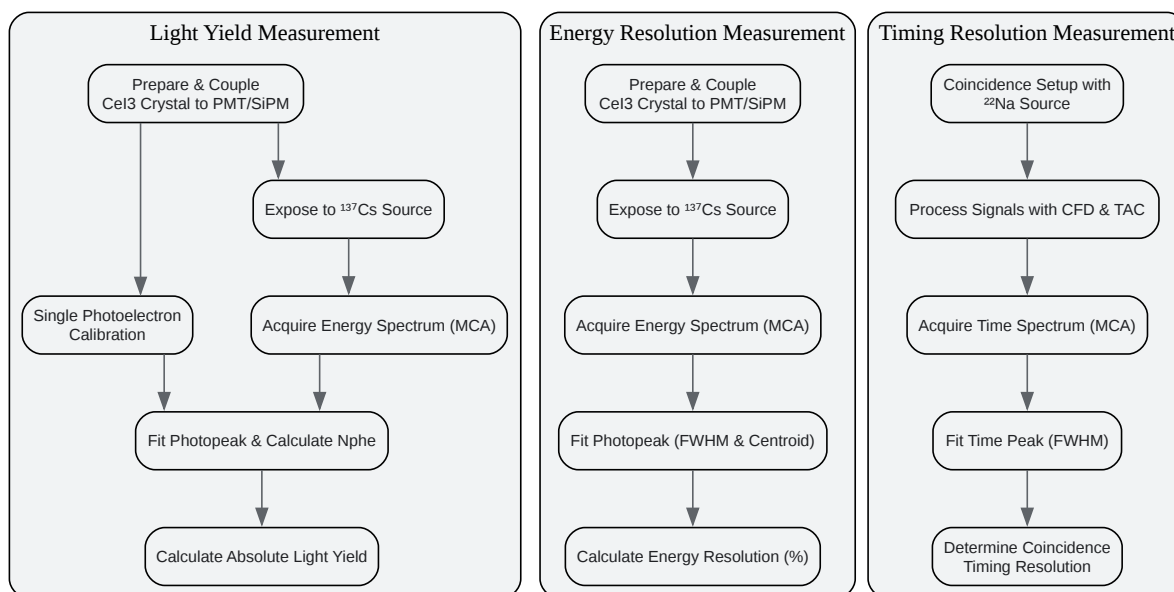 Light Yield Measurement
Prepare & Couple
CeI3 Crystal to PMT/SiPM
Expose to ¹³⁷Cs Source
Single Photoelectron
Calibration
Acquire Energy Spectrum (MCA)
Fit Photopeak & Calculate Nphe
Calculate Absolute Light Yield
Energy Resolution Measurement
Prepare & Couple
CeI3 Crystal to PMT/SiPM
Expose to ¹³⁷Cs Source
Acquire Energy Spectrum (MCA)
Fit Photopeak (FWHM & Centroid)
Calculate Energy Resolution (%)
Timing Resolution Measurement
Coincidence Setup with
²²Na Source
Process Signals with CFD & TAC
Acquire Time Spectrum (MCA)
Fit Time Peak (FWHM)
Determine Coincidence
Timing Resolution